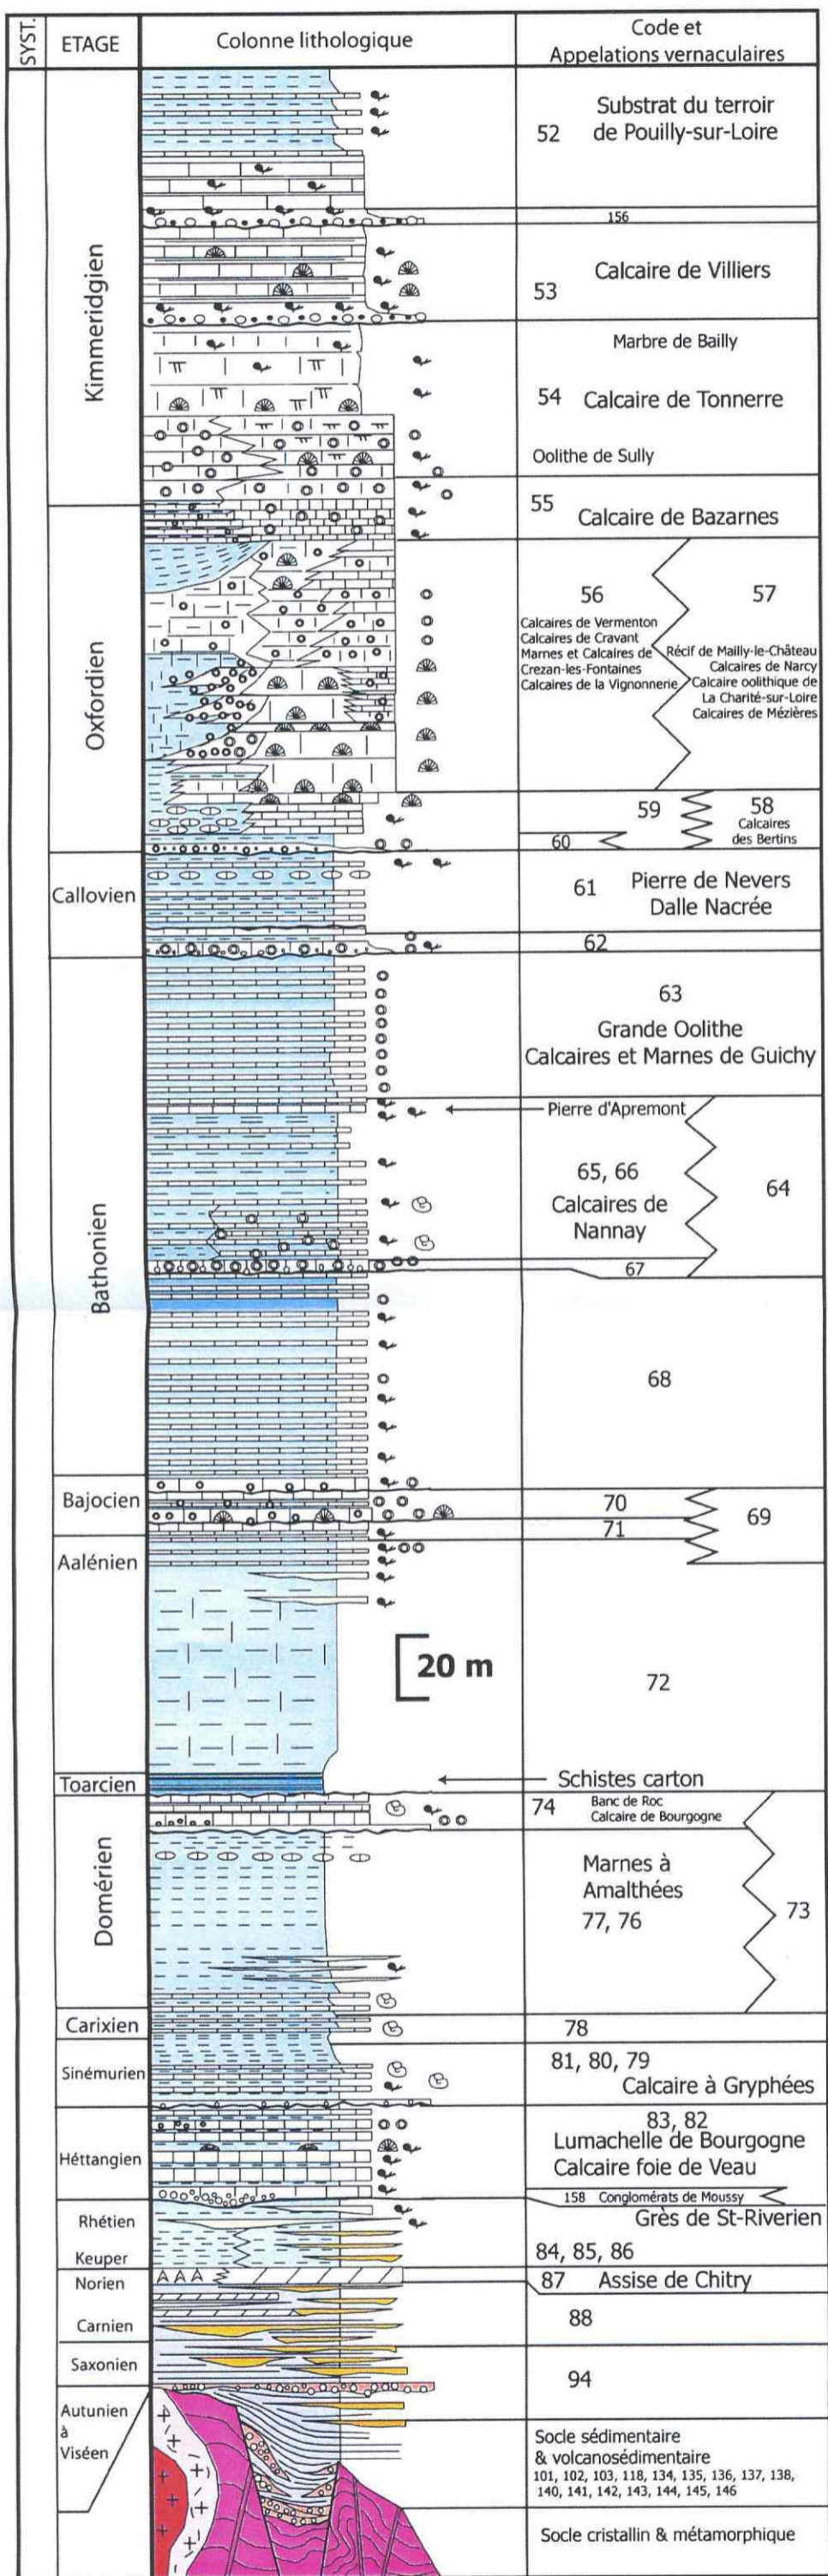 SYST.
ETAGE
Colonne lithologique
Code et
Appelations vernaculaires
Kimmeridgien
52
Substrat du terroir
de Pouilly-sur-Loire
156
53
Calcaire de Villiers
Marbre de Bailly
54 Calcaire de Tonnerre
Oolithe de Sully
55
Calcaire de Bazarnes
Oxfordien
56
Calcaires de Vermenton
Calcaires de Cravant
Marnes et Calcaires de
Crezan-les-Fontaines
Calcaires de la Vignonnerie
57
Récif de Mailly-le-Château
Calcaires de Narcy
Calcaire oolithique de
La Charité-sur-Loire
Calcaires de Mézières
59
58
Calcaires
des Bertins
60
Callovien
61
Pierre de Nevers
Dalle Nacrée
62
Bathonien
63
Grande Oolithe
Calcaires et Marnes de Guichy
Pierre d'Apremont
65, 66
Calcaires de
Nannay
64
67
68
Bajocien
70
69
71
Aalénien
20 m
72
Toarcien
Schistes carton
74
Banc de Roc
Calcaire de Bourgogne
Domérien
Marnes à
Amalthées
77, 76
73
Carixien
78
Sinémurien
81, 80, 79
Calcaire à Gryphées
Héttangien
83, 82
Lumachelle de Bourgogne
Calcaire foie de Veau
158 Conglomérats de Moussy
Rhétien
Grès de St-Riverien
Keuper
84, 85, 86
Norien
87 Assise de Chitry
Carnien
88
Saxonien
94
Autunien
à
Viséen
Socle sédimentaire
& volcanosédimentaire
101, 102, 103, 118, 134, 135, 136, 137, 138,
140, 141, 142, 143, 144, 145, 146
Socle cristallin & métamorphique